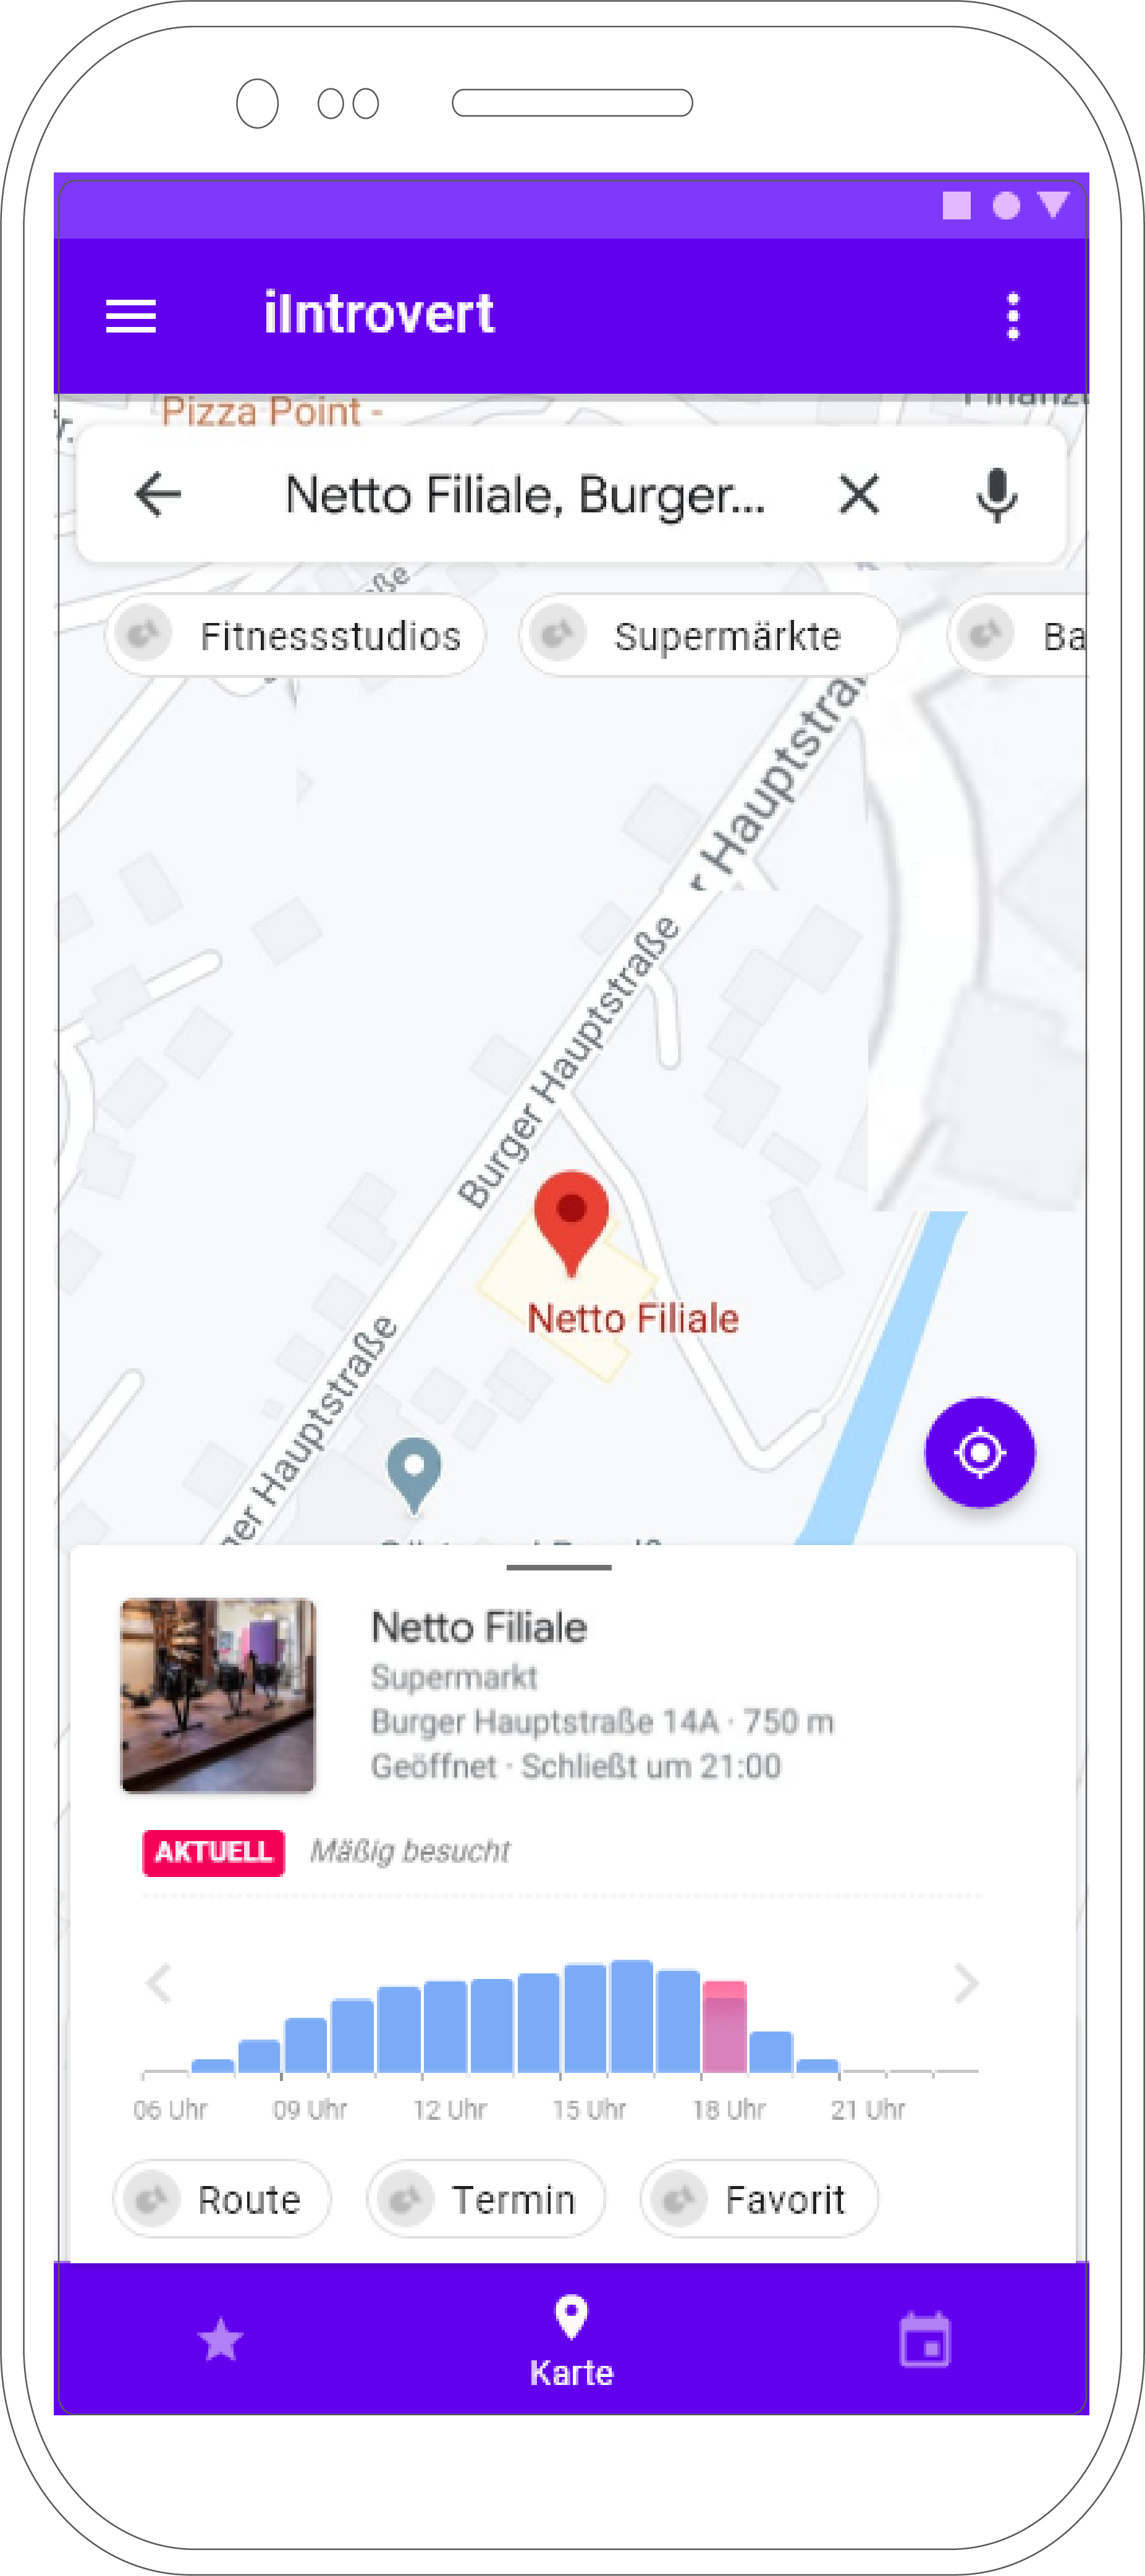 iIntrovert
Pizza Point -
Netto Filiale, Burger...
Fitnessstudios
Supermärkte
Ba
r Hauptstraß
Burger Hauptstraße
Netto Filiale
ner Hauptstraße
Netto Filiale
Supermarkt
Burger Hauptstraße 14A · 750 m
Geöffnet · Schließt um 21:00
AKTUELL Mäßig besucht
06 Uhr 09 Uhr 12 Uhr 15 Uhr 18 Uhr 21 Uhr
Route Termin Favorit
Karte